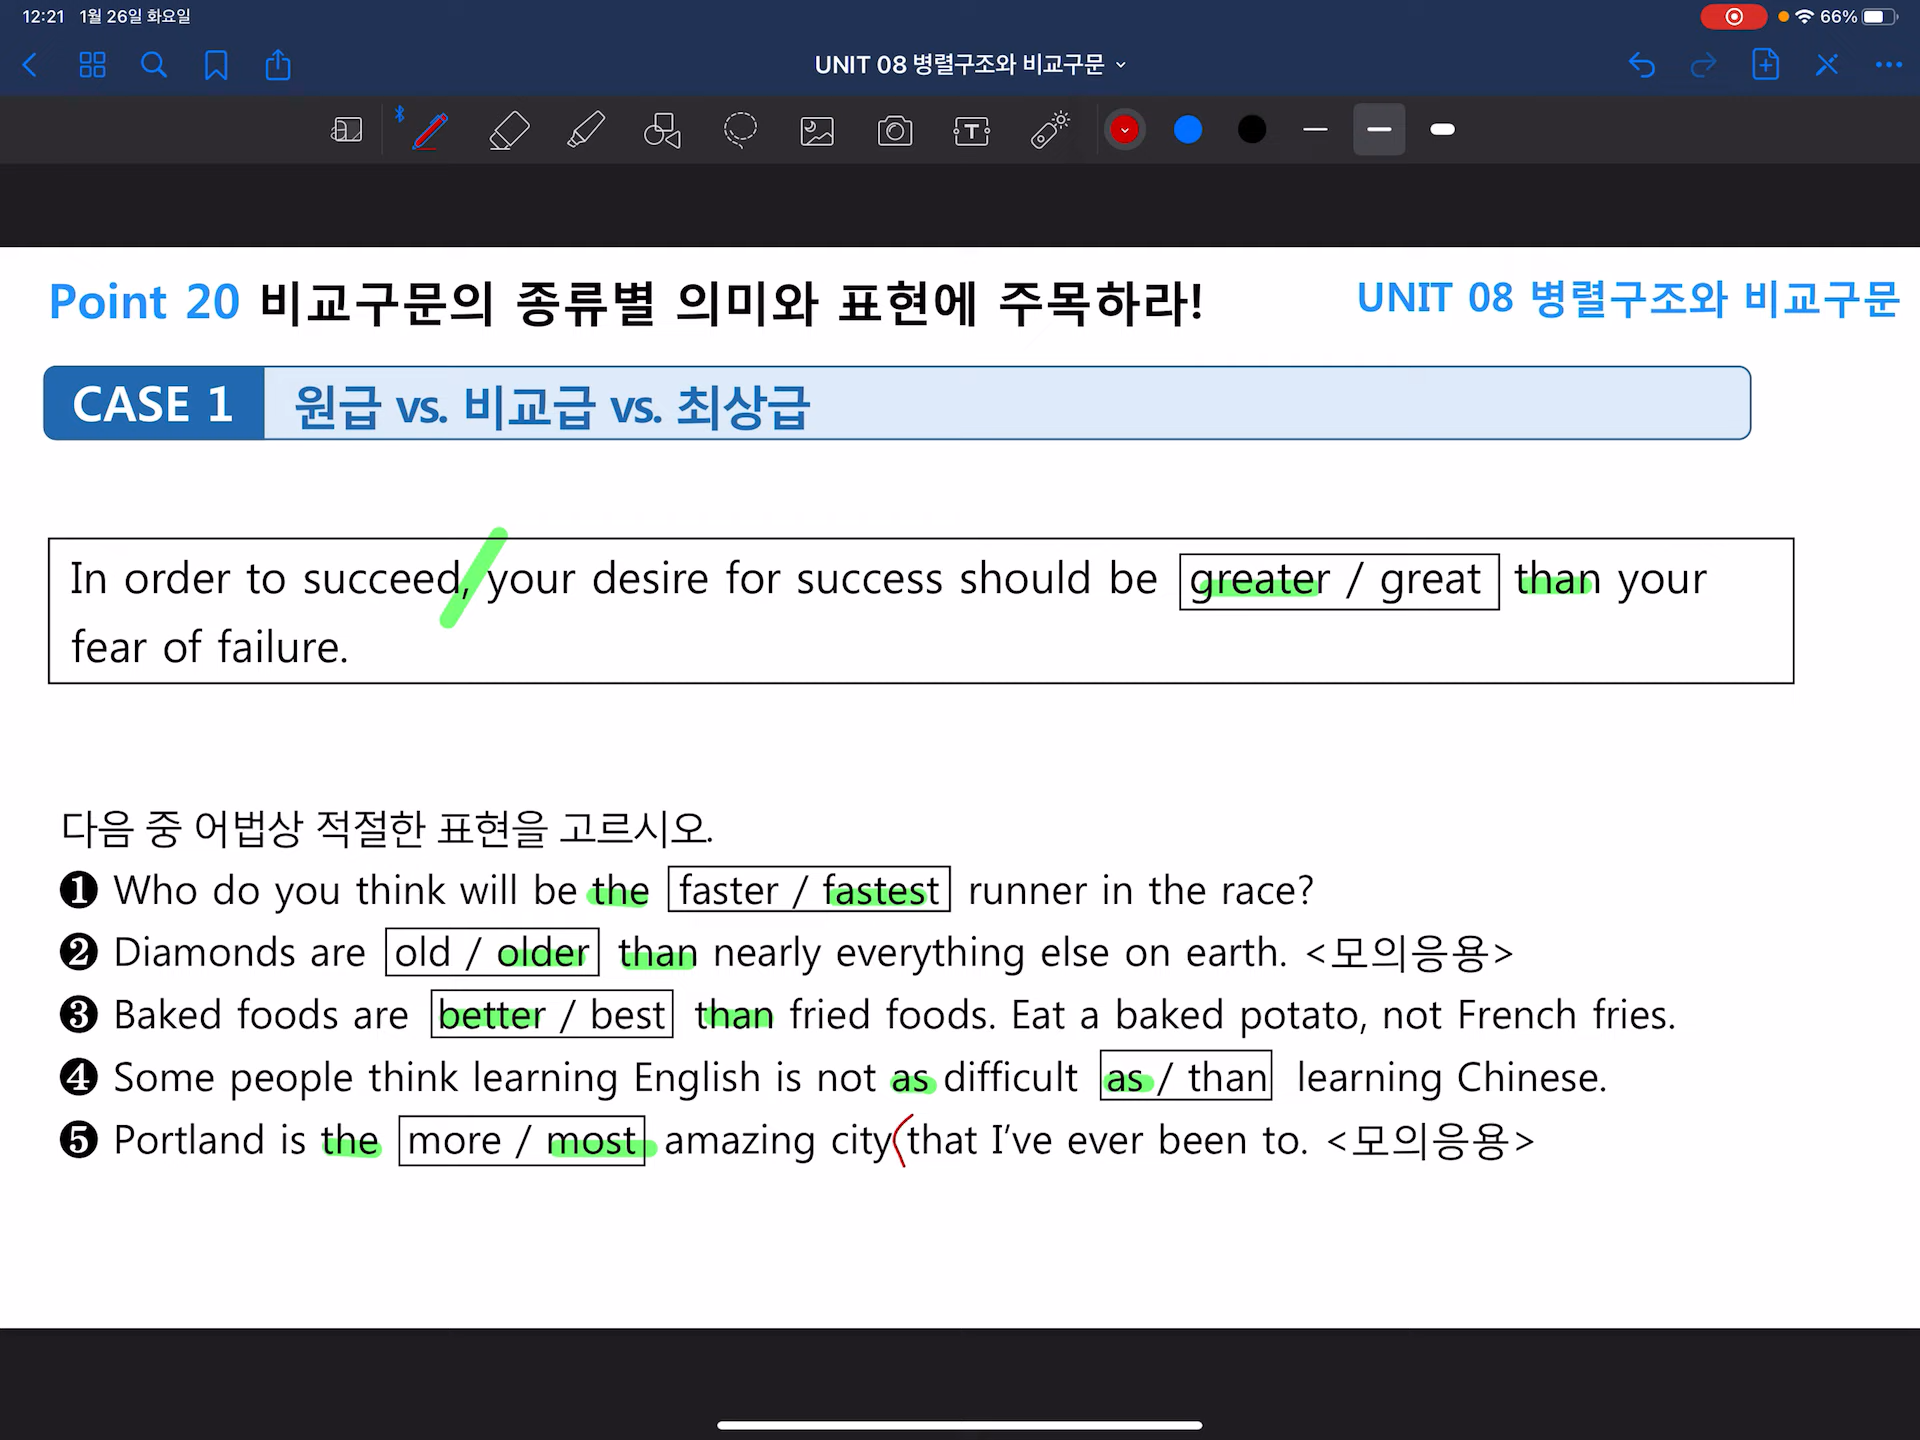 12:21 1월 26일 화요일
66%
UNIT 08 병렬구조와 비교구문
Point 20 비교구문의 종류별 의미와 표현에 주목하라!
UNIT 08 병렬구조와 비교구문
CASE 1 원급 vs. 비교급 vs. 최상급
In order to succeed, your desire for success should be greater / great than your
fear of failure.
다음 중 어법상 적절한 표현을 고르시오.
❶ Who do you think will be the faster / fastest runner in the race?
❷ Diamonds are old / older than nearly everything else on earth. <모의응용>
❸ Baked foods are better / best than fried foods. Eat a baked potato, not French fries.
❹ Some people think learning English is not as difficult as / than learning Chinese.
❺ Portland is the more / most amazing city (that I've ever been to. <모의응용>